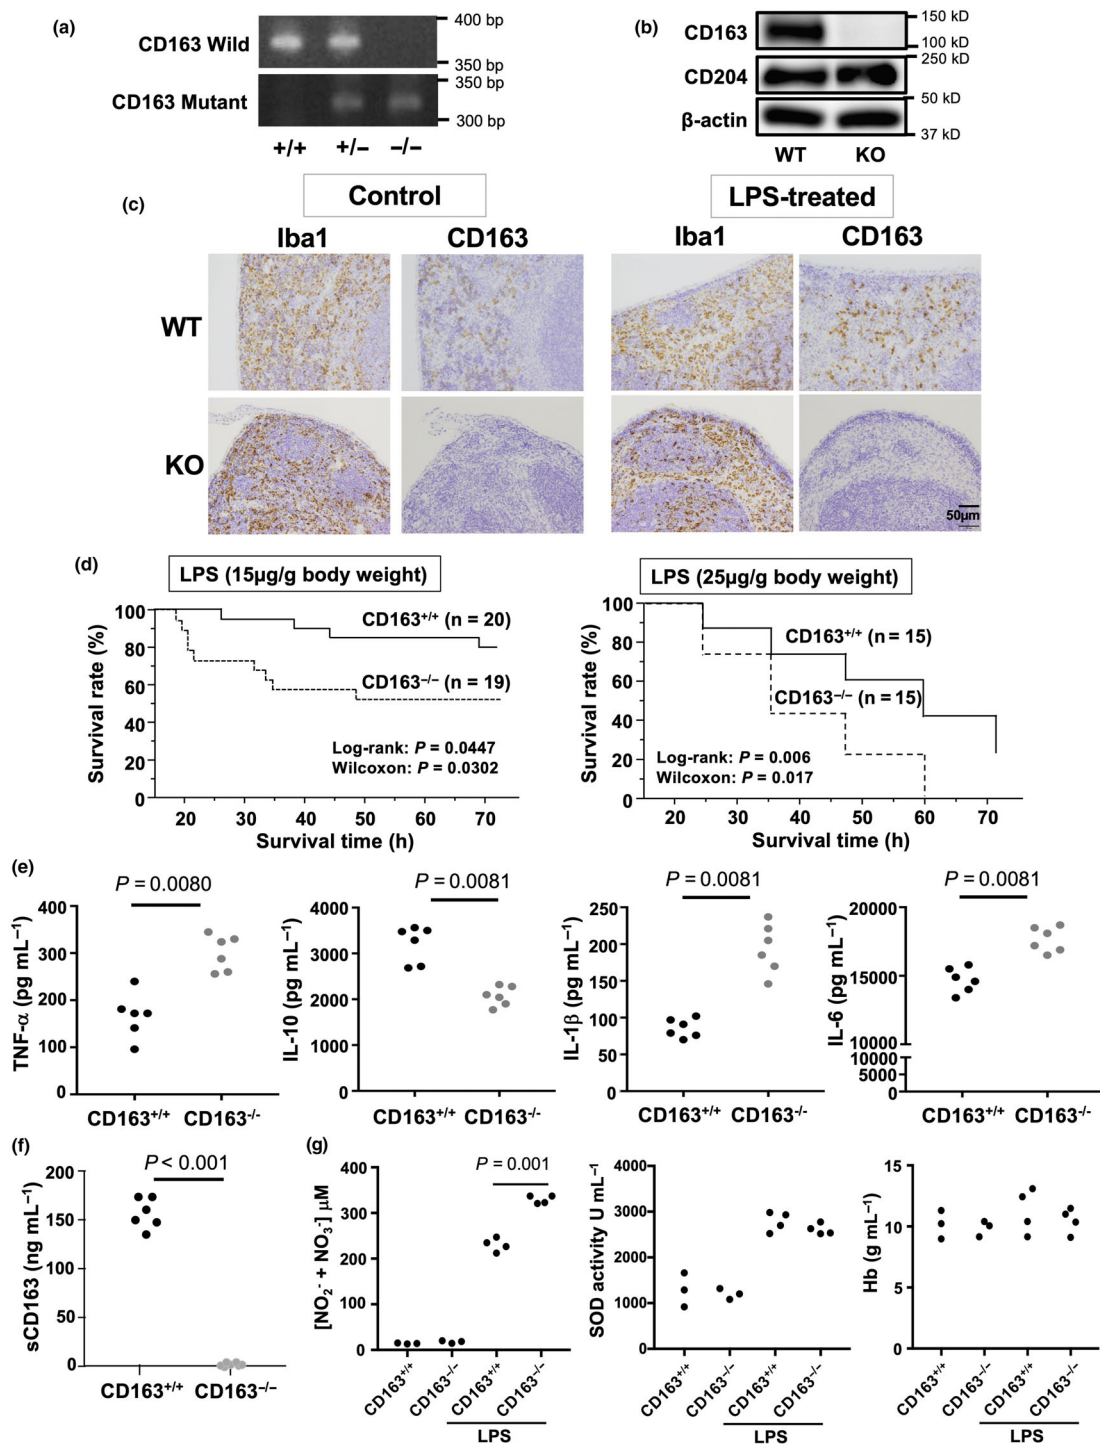 (a)
CD163 Wild
CD163 Mutant
400 bp
350 bp
350 bp
300 bp
+/+ +/– –/–
(b)
CD163
CD204
β-actin
150 kD
100 kD
250 kD
50 kD
37 kD
WT KO
(c)
Control
LPS-treated
Iba1 CD163 Iba1 CD163
WT
KO
50μm
(d)
LPS (15μg/g body weight)
Survival rate (%)
100
80
60
40
20
0
CD163+/+ (n = 20)
CD163–/– (n = 19)
Log-rank: P = 0.0447
Wilcoxon: P = 0.0302
20 30 40 50 60 70
Survival time (h)
LPS (25μg/g body weight)
Survival rate (%)
100
80
60
40
20
0
CD163+/+ (n = 15)
CD163–/– (n = 15)
Log-rank: P = 0.006
Wilcoxon: P = 0.017
20 30 40 50 60 70
Survival time (h)
(e)
P = 0.0080
TNF-α (pg mL–1)
400
300
200
100
0
CD163+/+ CD163-/-
P = 0.0081
IL-10 (pg mL–1)
4000
3000
2000
1000
0
CD163+/+ CD163-/-
P = 0.0081
IL-1β (pg mL–1)
250
200
150
100
50
0
CD163+/+ CD163-/-
P = 0.0081
IL-6 (pg mL–1)
20000
15000
10000
10000
5000
0
CD163+/+ CD163-/-
(f)
P < 0.001
sCD163 (ng mL–1)
200
150
100
50
0
CD163+/+ CD163–/–
(g)
P = 0.001
[NO2- + NO3-] μM
400
300
200
100
0
CD163+/+ CD163–/– CD163+/+ CD163–/–
LPS
SOD activity U mL–1
4000
3000
2000
1000
0
CD163+/+ CD163–/– CD163+/+ CD163–/–
LPS
Hb (g mL–1)
15
10
5
0
CD163+/+ CD163–/– CD163+/+ CD163–/–
LPS